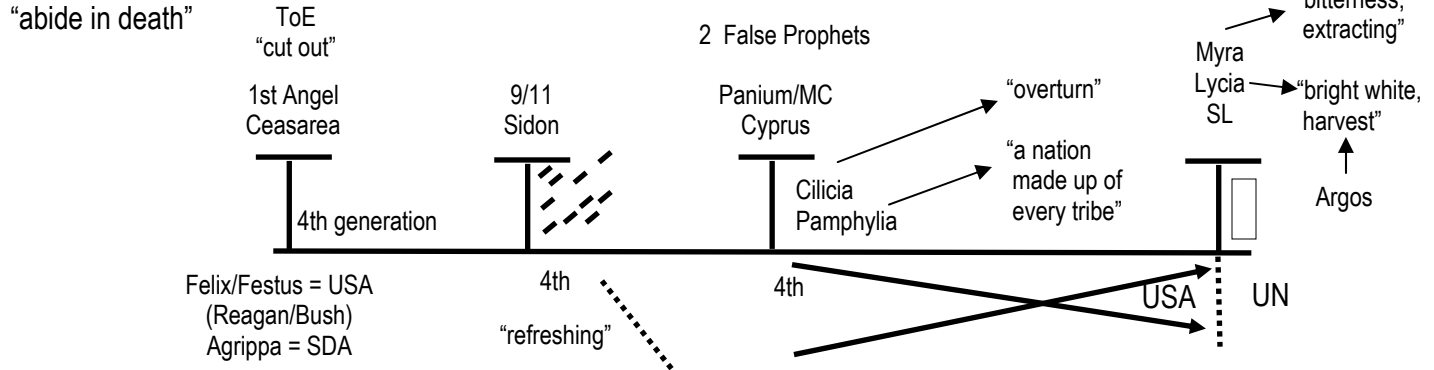 “abide in death”
ToE
“cut out”
1st Angel
Ceasarea
9/11
Sidon
2 False Prophets
Panium/MC
Cyprus
Cilicia
Pamphylia
“overturn”
“a nation
made up of
every tribe”
Myra
Lycia
SL
bitterness,
extracting”
“bright white,
harvest”
Argos
4th generation
4th
4th
USA
UN
Felix/Festus = USA
(Reagan/Bush)
Agrippa = SDA
“refreshing”